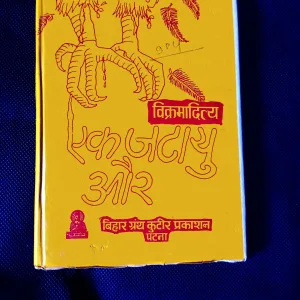 विक्रमादित्य
एक जटायु
और
बिहार ग्रंथ कुटीर प्रकाशन
पटना